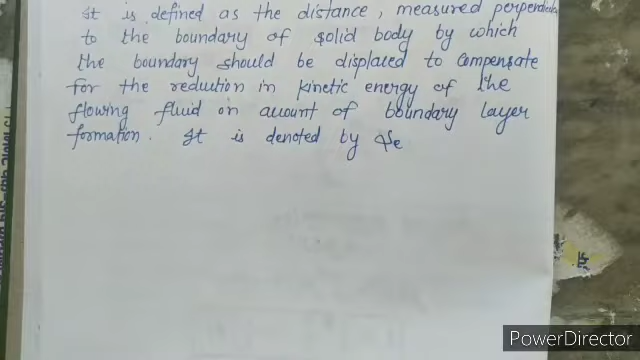 It is defined as the distance, measured perpendicular
to the boundary of solid body by which
the boundary should be displaced to compensate
for the reduction in kinetic energy of the
flowing fluid on account of boundary layer
formation. It is denoted by δe
PowerDirector